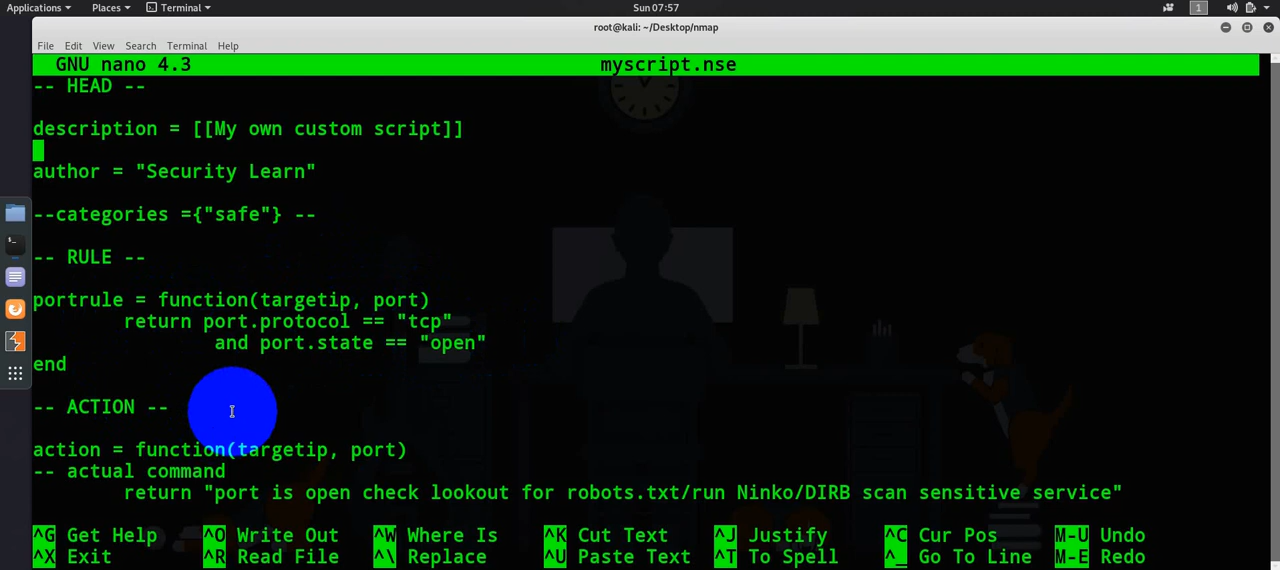 Applications Places Terminal Sun 07:57 1
root@kali: ~/Desktop/nmap
File Edit View Search Terminal Help
GNU nano 4.3 myscript.nse
-- HEAD --
description = [[My own custom script]]
author = "Security Learn"
--categories ={"safe"} --
-- RULE --
portrule = function(targetip, port)
return port.protocol == "tcp"
and port.state == "open"
end
-- ACTION --
action = function(targetip, port)
-- actual command
return "port is open check lookout for robots.txt/run Ninko/DIRB scan sensitive service"
^G Get Help ^O Write Out ^W Where Is ^K Cut Text ^J Justify ^C Cur Pos M-U Undo
^X Exit ^R Read File ^\ Replace ^U Paste Text ^T To Spell ^_ Go To Line M-E Redo